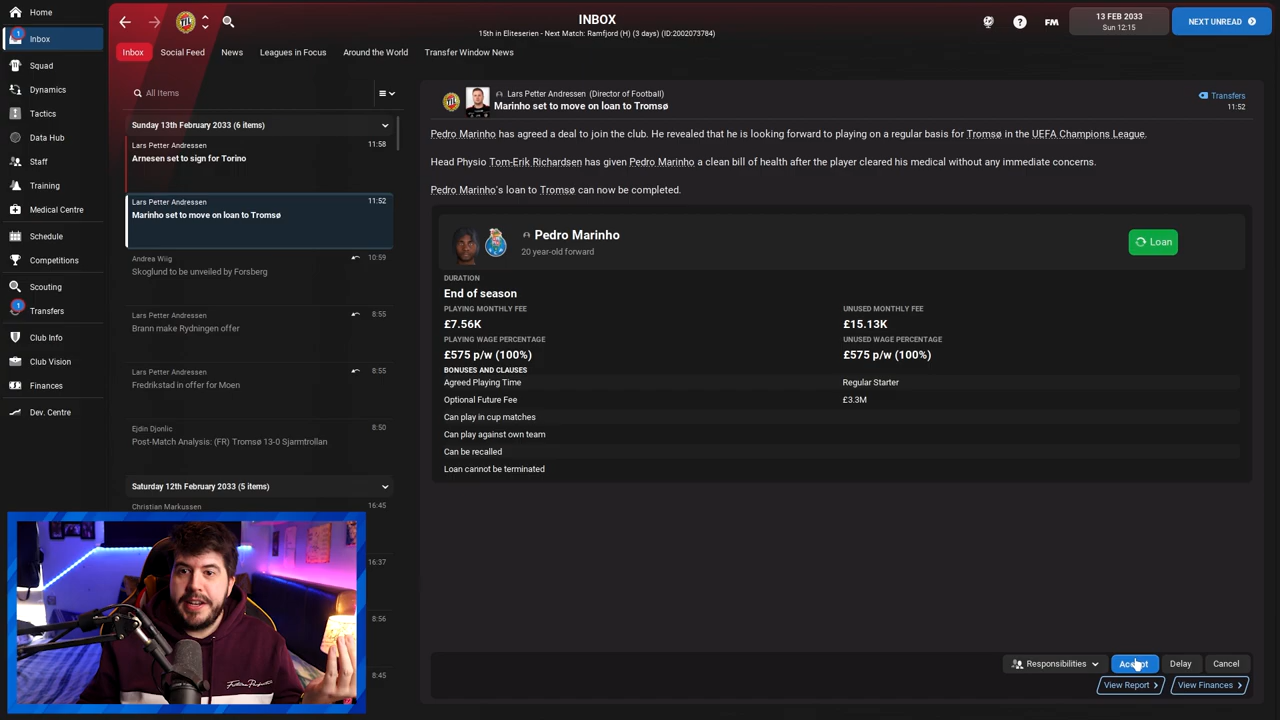 Home
1
Inbox
Squad
Dynamics
Tactics
Data Hub
Staff
Training
Medical Centre
Schedule
Competitions
Scouting
1
Transfers
Club Info
Club Vision
Finances
Dev. Centre
TIL
INBOX
15th in Eliteserien - Next Match: Ramfjord (H) (3 days) (ID:2002073784)
?
FM
13 FEB 2033
Sun 12:15
NEXT UNREAD
Inbox
Social Feed
News
Leagues in Focus
Around the World
Transfer Window News
All Items
Sunday 13th February 2033 (6 items)
Lars Petter Andressen 11:58
Arnesen set to sign for Torino
Lars Petter Andressen 11:52
Marinho set to move on loan to Tromsø
Andrea Wiig 10:59
Skoglund to be unveiled by Forsberg
Lars Petter Andressen 8:55
Brann make Rydningen offer
Lars Petter Andressen 8:55
Fredrikstad in offer for Moen
Ejdin Djonlic 8:50
Post-Match Analysis: (FR) Tromsø 13-0 Sjarmtrollan
Saturday 12th February 2033 (5 items)
Christian Markussen 16:45
16:37
8:56
8:45
TIL
Lars Petter Andressen (Director of Football)
Marinho set to move on loan to Tromsø
Transfers
11:52
Pedro Marinho has agreed a deal to join the club. He revealed that he is looking forward to playing on a regular basis for Tromsø in the UEFA Champions League.
Head Physio Tom-Erik Richardsen has given Pedro Marinho a clean bill of health after the player cleared his medical without any immediate concerns.
Pedro Marinho's loan to Tromsø can now be completed.
Pedro Marinho
20 year-old forward
Loan
DURATION
End of season
PLAYING MONTHLY FEE UNUSED MONTHLY FEE
£7.56K £15.13K
PLAYING WAGE PERCENTAGE UNUSED WAGE PERCENTAGE
£575 p/w (100%) £575 p/w (100%)
BONUSES AND CLAUSES
Agreed Playing Time Regular Starter
Optional Future Fee £3.3M
Can play in cup matches
Can play against own team
Can be recalled
Loan cannot be terminated
Responsibilities
Accept
Delay
Cancel
View Report
View Finances